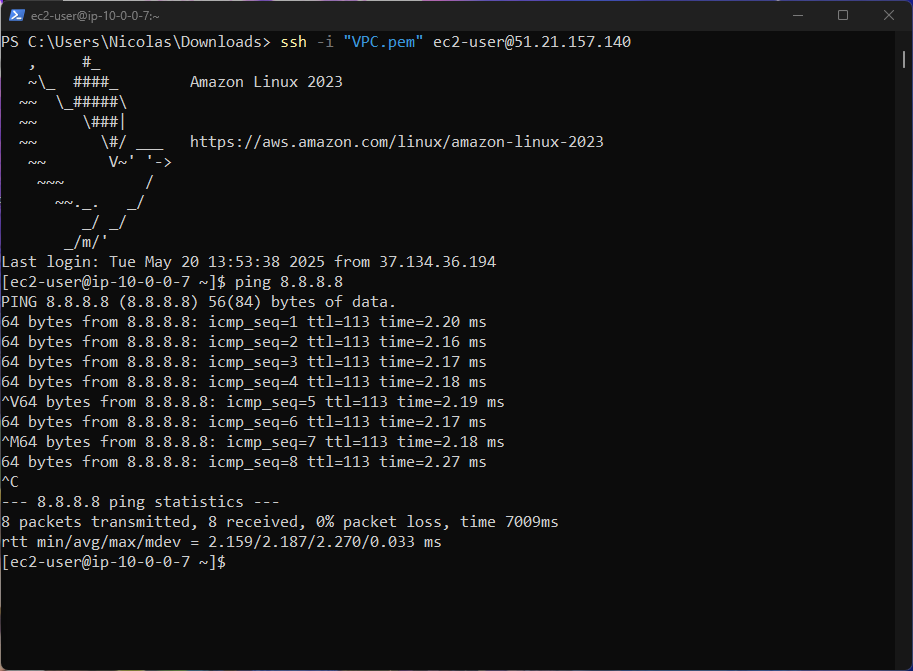 ec2-user@ip-10-0-0-7:~
PS C:\Users\Nicolas\Downloads> ssh -i "VPC.pem" ec2-user@51.21.157.140
   ,     #_
   ~\_  ####_        Amazon Linux 2023
  ~~  \_#####\
  ~~     \###|
  ~~       \#/ ___   https://aws.amazon.com/linux/amazon-linux-2023
   ~~       V~' '->
    ~~~         /
      ~~._.   _/
         _/ _/
       _/m/'
Last login: Tue May 20 13:53:38 2025 from 37.134.36.194
[ec2-user@ip-10-0-0-7 ~]$ ping 8.8.8.8
PING 8.8.8.8 (8.8.8.8) 56(84) bytes of data.
64 bytes from 8.8.8.8: icmp_seq=1 ttl=113 time=2.20 ms
64 bytes from 8.8.8.8: icmp_seq=2 ttl=113 time=2.16 ms
64 bytes from 8.8.8.8: icmp_seq=3 ttl=113 time=2.17 ms
64 bytes from 8.8.8.8: icmp_seq=4 ttl=113 time=2.18 ms
^V64 bytes from 8.8.8.8: icmp_seq=5 ttl=113 time=2.19 ms
64 bytes from 8.8.8.8: icmp_seq=6 ttl=113 time=2.17 ms
^M64 bytes from 8.8.8.8: icmp_seq=7 ttl=113 time=2.18 ms
64 bytes from 8.8.8.8: icmp_seq=8 ttl=113 time=2.27 ms
^C
--- 8.8.8.8 ping statistics ---
8 packets transmitted, 8 received, 0% packet loss, time 7009ms
rtt min/avg/max/mdev = 2.159/2.187/2.270/0.033 ms
[ec2-user@ip-10-0-0-7 ~]$